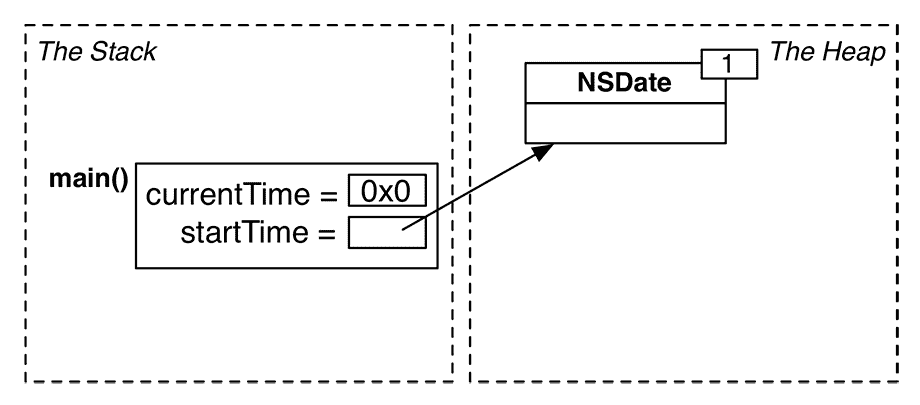 The Stack
main()
currentTime = 0x0
startTime =
The Heap
1
NSDate